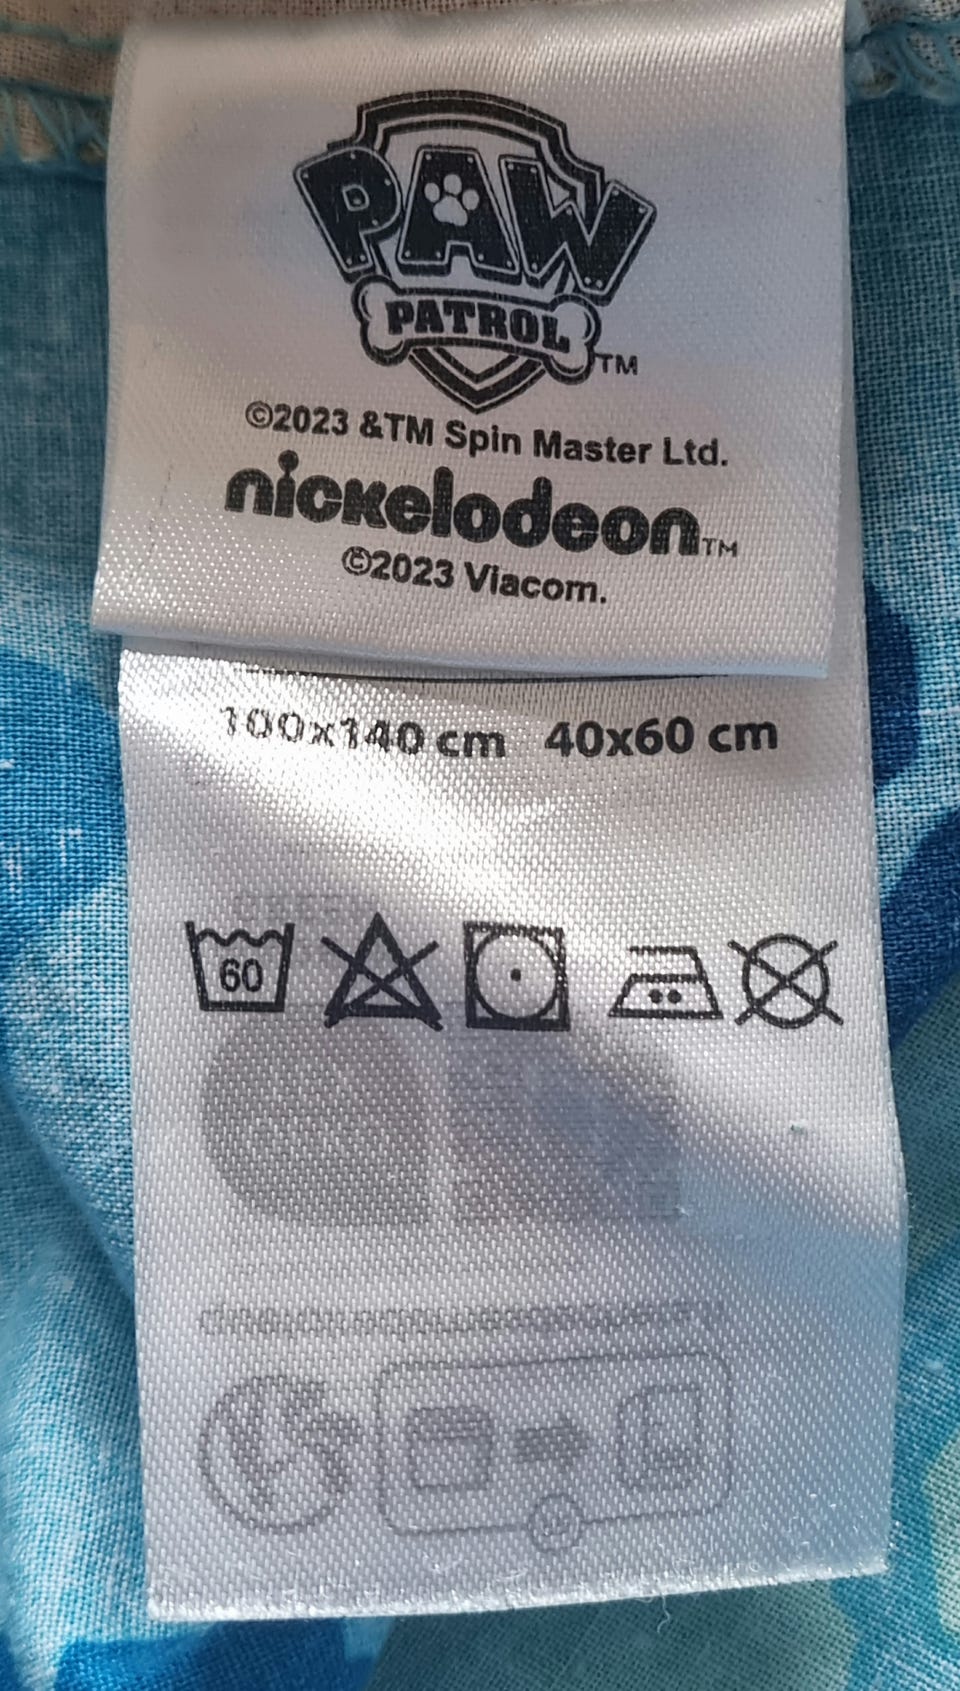 PAW
PATROL TM
©2023 &TM Spin Master Ltd.
nickelodeon TM
©2023 Viacom.
100x140 cm 40x60 cm
60